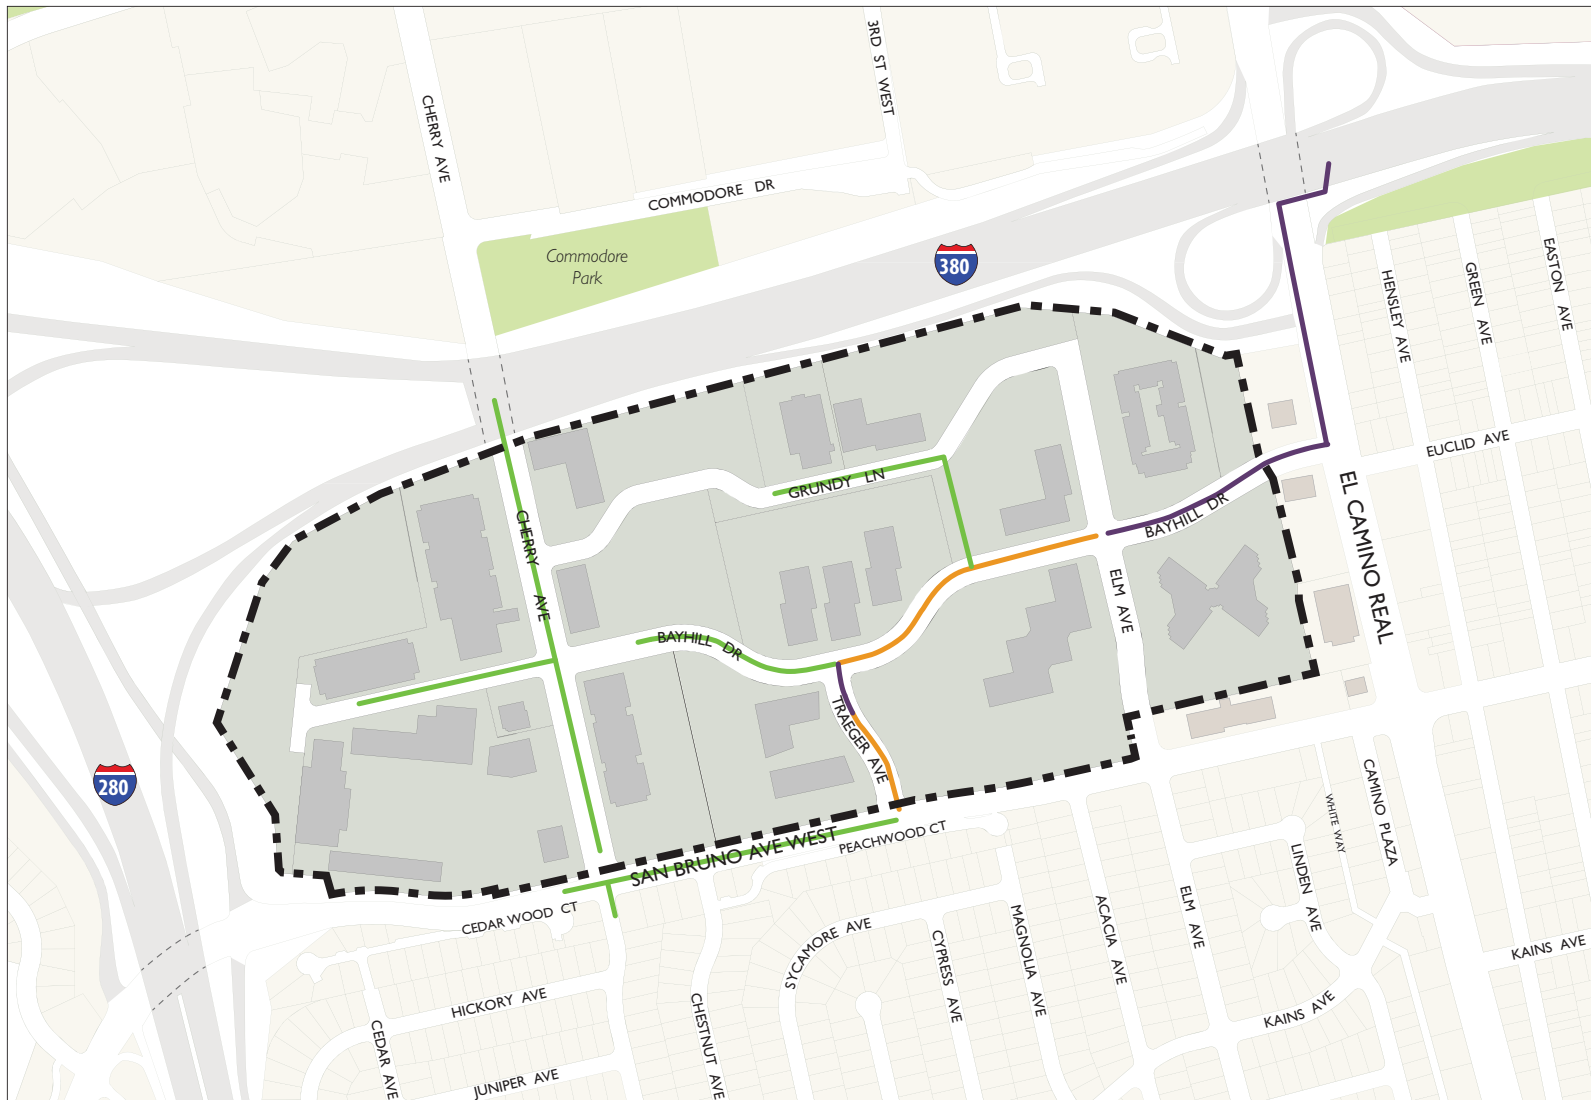 3RD ST WEST
CHERRY AVE
COMMODORE DR
Commodore
Park
380
HENSLEY AVE
GREEN AVE
EASTON AVE
EUCLID AVE
GRUNDY LN
EL CAMINO REAL
BAYHILL DR
CHERRY AVE
ELM AVE
BAYHILL DR
TRAEGER AVE
280
CAMINO PLAZA
WHITE WAY
SAN BRUNO AVE WEST
PEACHWOOD CT
LINDEN AVE
CEDAR WOOD CT
SYCAMORE AVE
CYPRESS AVE
MAGNOLIA AVE
ACACIA AVE
ELM AVE
KAINS AVE
HICKORY AVE
CHESTNUT AVE
KAINS AVE
CEDAR AVE
JUNIPER AVE